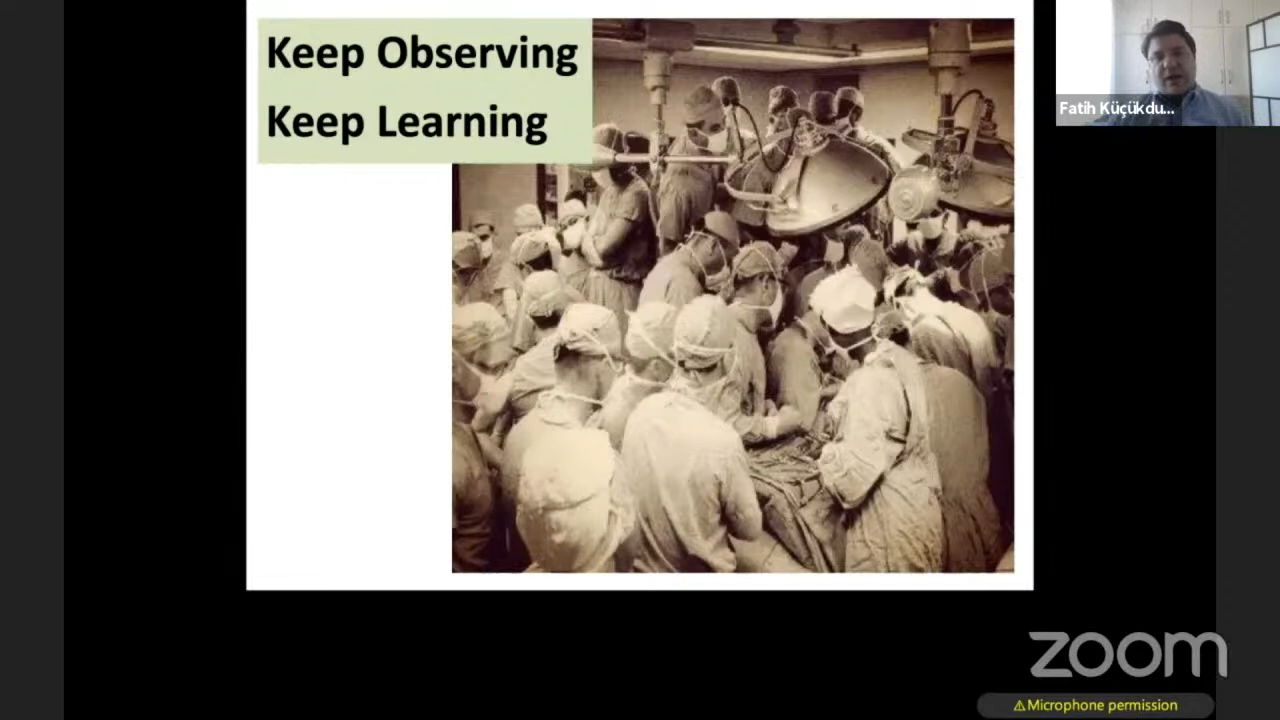 Keep Observing
Keep Learning
Fatih Küçükdu...
zoom
⚠Microphone permission